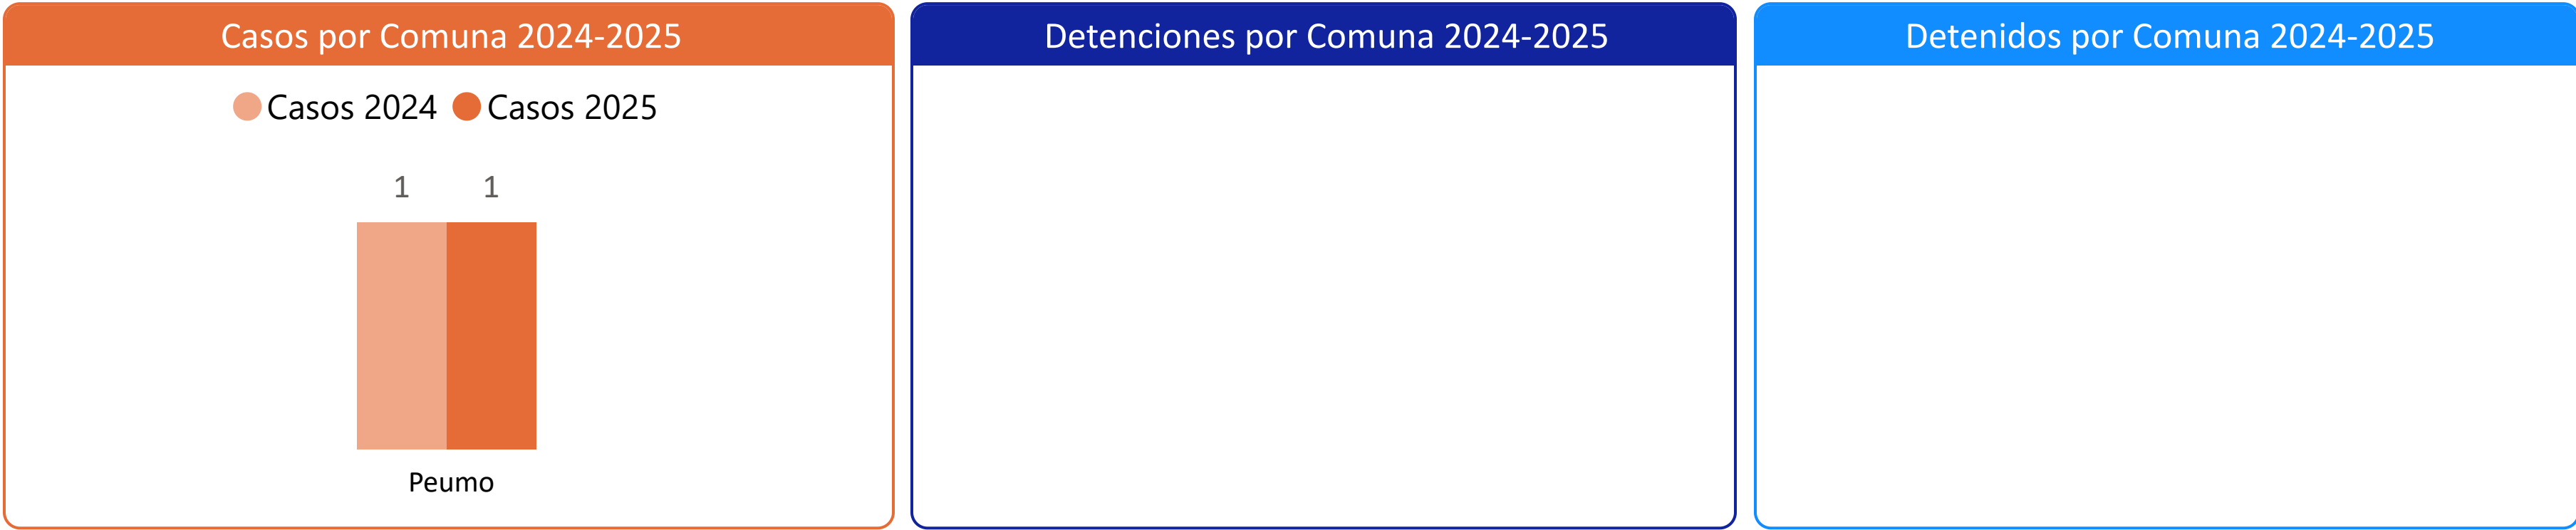 Casos por Comuna 2024-2025
Casos 2024 Casos 2025
1 1
Peumo
Detenciones por Comuna 2024-2025
Detenidos por Comuna 2024-2025